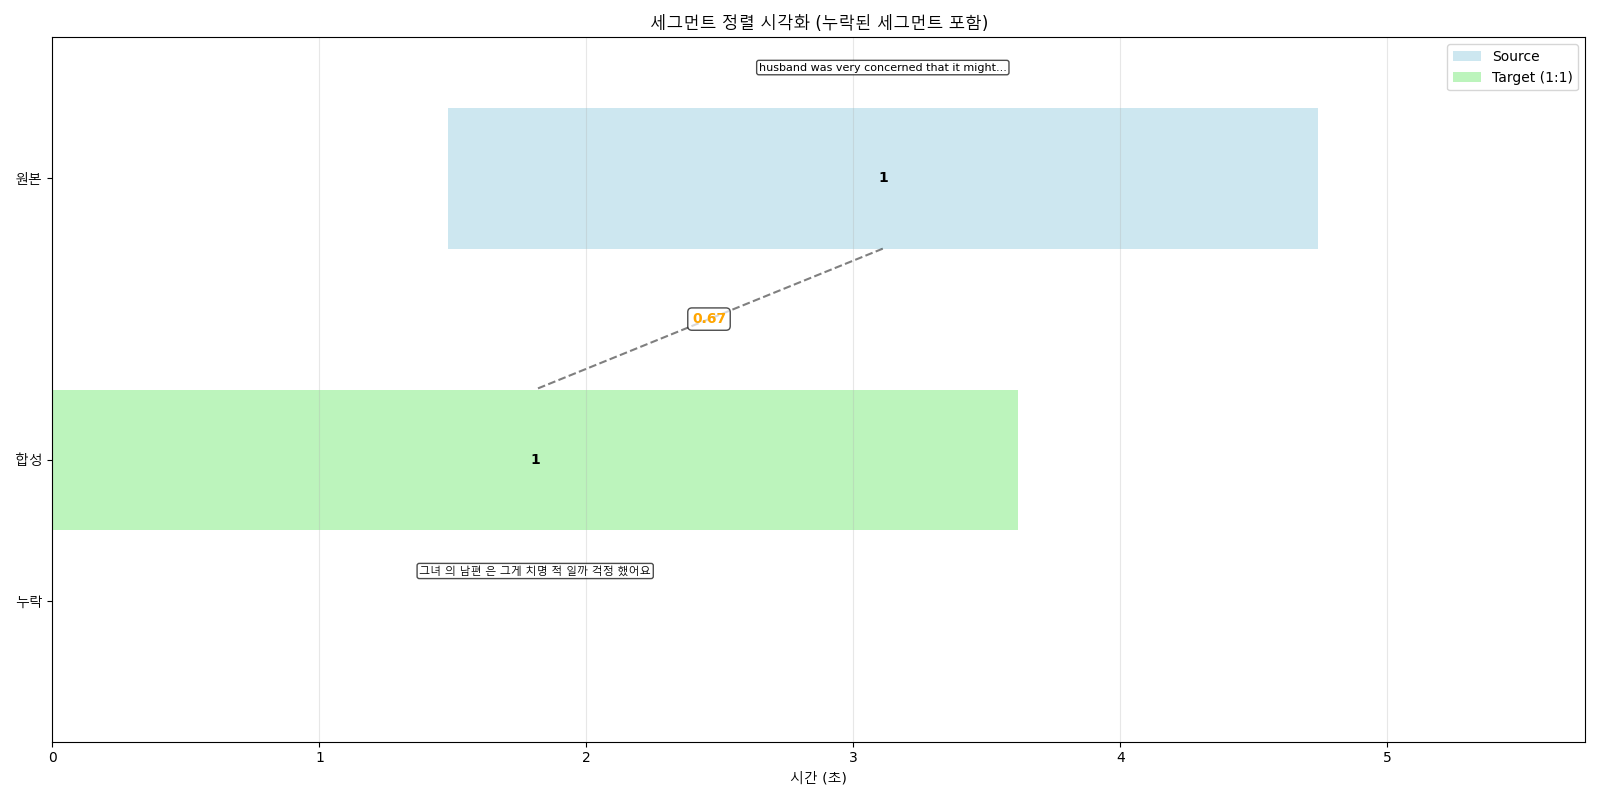 세그먼트 정렬 시각화 (누락된 세그먼트 포함)
husband was very concerned that it might...
Source
Target (1:1)
원본
1
0.67
합성
1
그녀 의 남편 은 그게 치명 적 일까 걱정 했어요
누락
0 1 2 3 4 5
시간 (초)